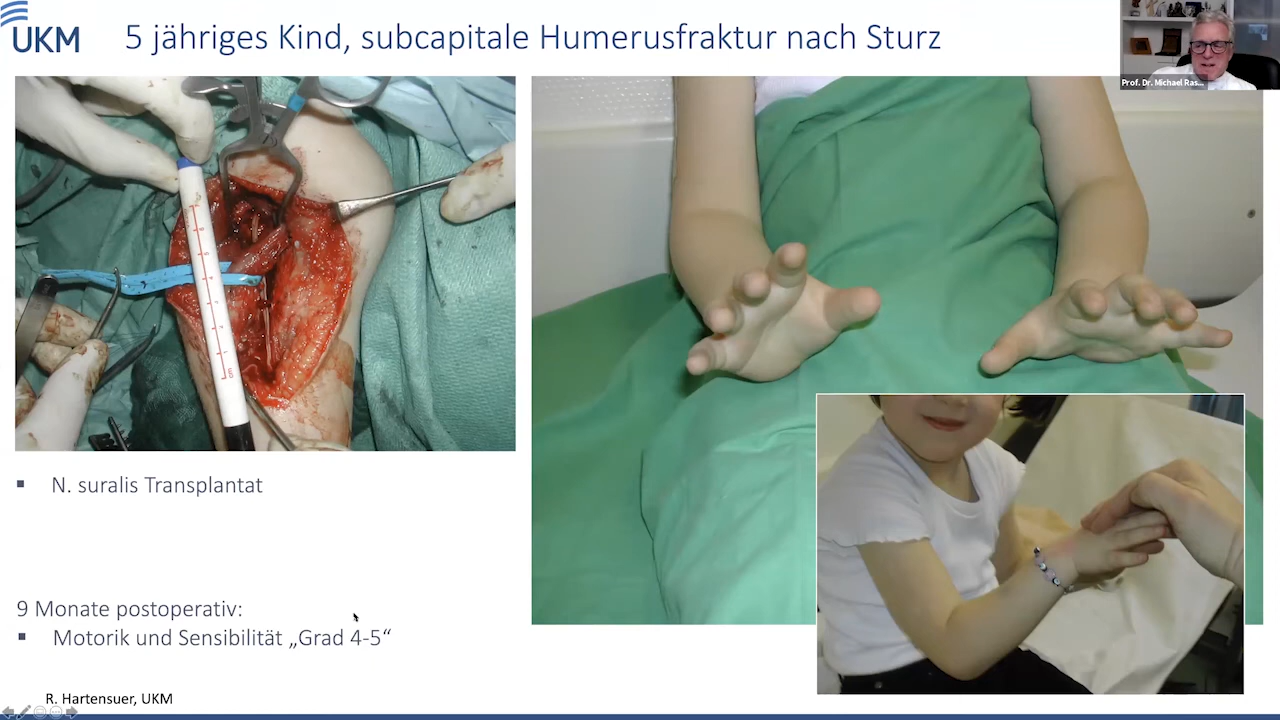 UKM
5 jähriges Kind, subcapitale Humerusfraktur nach Sturz
Prof. Dr. Michael Ras...
cm
▪ N. suralis Transplantat
9 Monate postoperativ:
▪ Motorik und Sensibilität „Grad 4-5“
R. Hartensuer, UKM